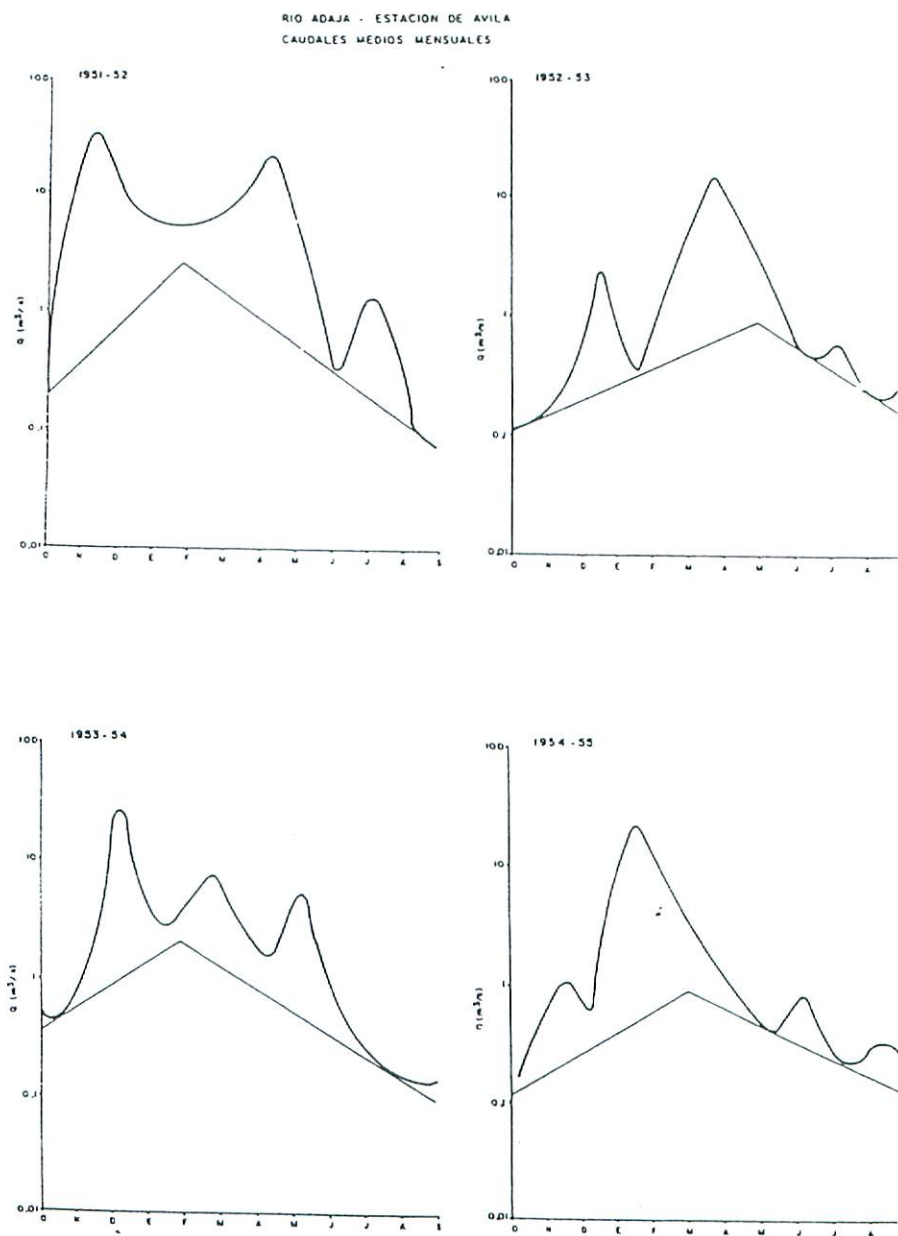 RIO ADAJA - ESTACION DE AVILA
CAUDALES MEDIOS MENSUALES
1951-52
100
10
1
0,1
0,01
Q (m³/s)
O N D E F M A M J J A S
1952-53
100
10
1
0,1
0,01
Q (m³/s)
O N D E F M A M J J A
1953-54
100
10
1
0,1
0,01
Q (m³/s)
O N D E F M A M J J A S
1954-55
100
10
1
0,1
0,01
Q (m³/s)
O N D E F M A M J J A